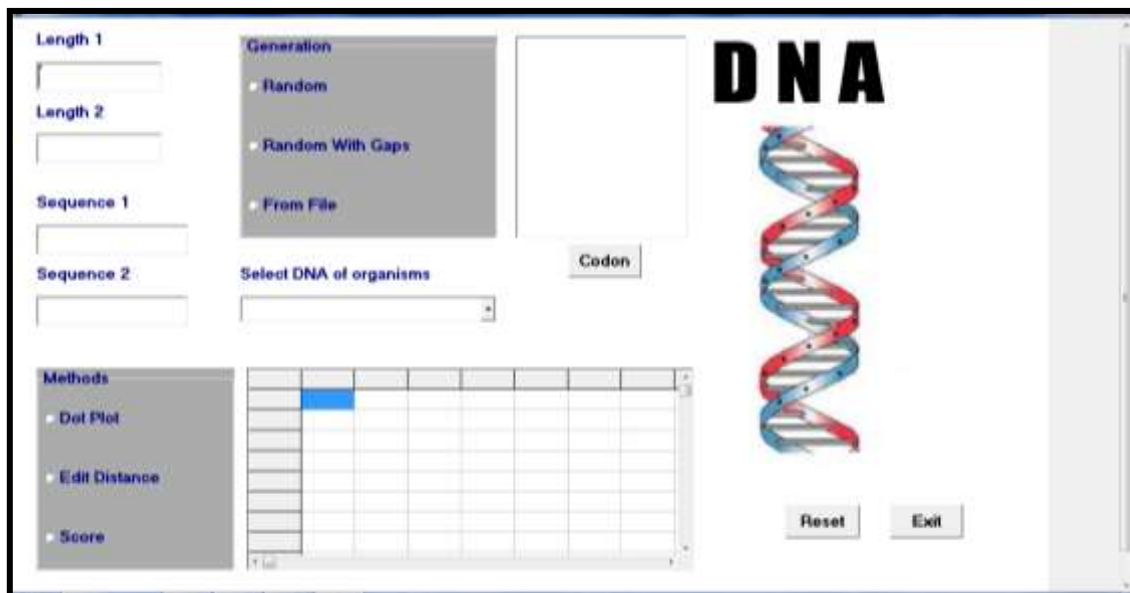 Length 1
Length 2
Sequence 1
Sequence 2
Generation
Random
Random With Gaps
From File
Select DNA of organisms
Codon
DNA
Methods
Dot Plot
Edit Distance
Score
Reset
Exit